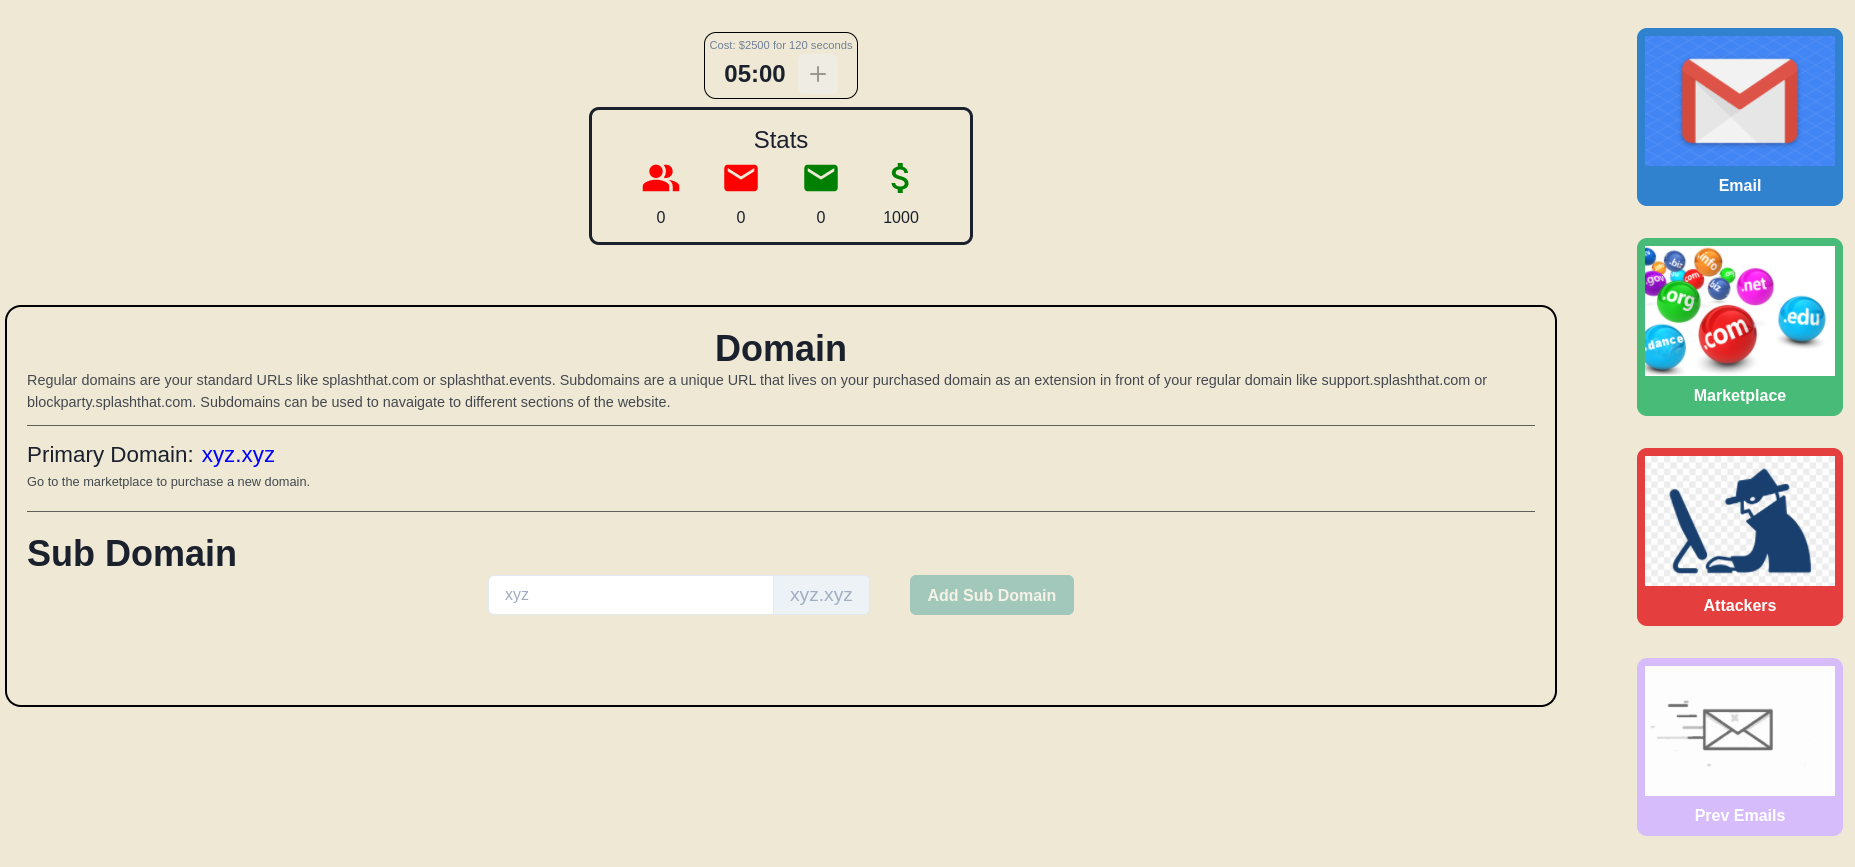 Cost: $2500 for 120 seconds
05:00
Stats
0
0
0
1000
Domain
Regular domains are your standard URLs like splashthat.com or splashthat.events. Subdomains are a unique URL that lives on your purchased domain as an extension in front of your regular domain like support.splashthat.com or
blockparty.splashthat.com. Subdomains can be used to navaigate to different sections of the website.
Primary Domain: xyz.xyz
Go to the marketplace to purchase a new domain.
Sub Domain
xyz
xyz.xyz
Add Sub Domain
Email
.biz
.info
.gov
.com
biz
.net
.org
.com
.edu
.dance
Marketplace
Attackers
Prev Emails